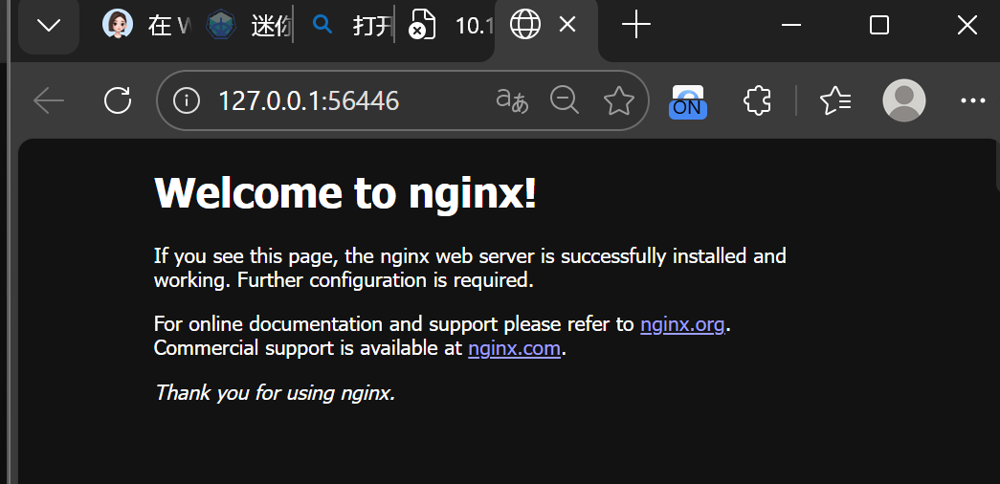 在 W
打开
10.1
127.0.0.1:56446
aあ
ON
Welcome to nginx!
If you see this page, the nginx web server is successfully installed and
working. Further configuration is required.
For online documentation and support please refer to nginx.org.
Commercial support is available at nginx.com.
Thank you for using nginx.